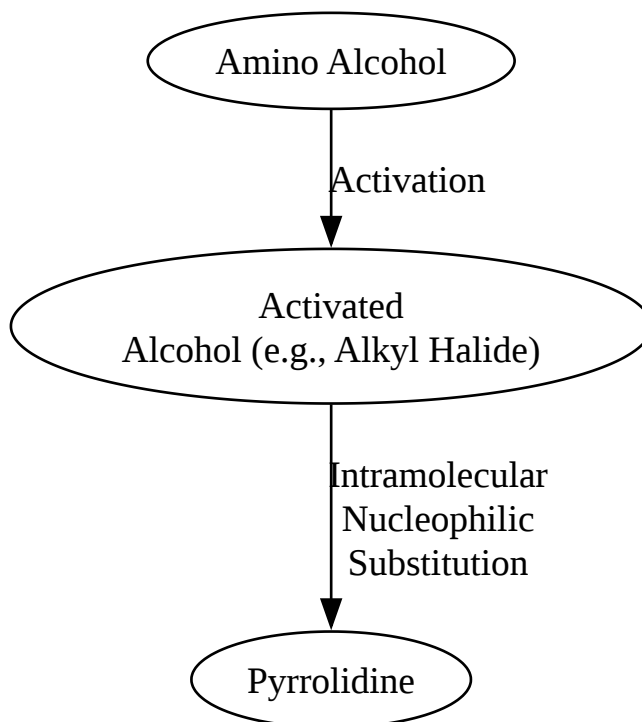 Amino Alcohol
Activation
Activated
Alcohol (e.g., Alkyl Halide)
Intramolecular
Nucleophilic
Substitution
Pyrrolidine